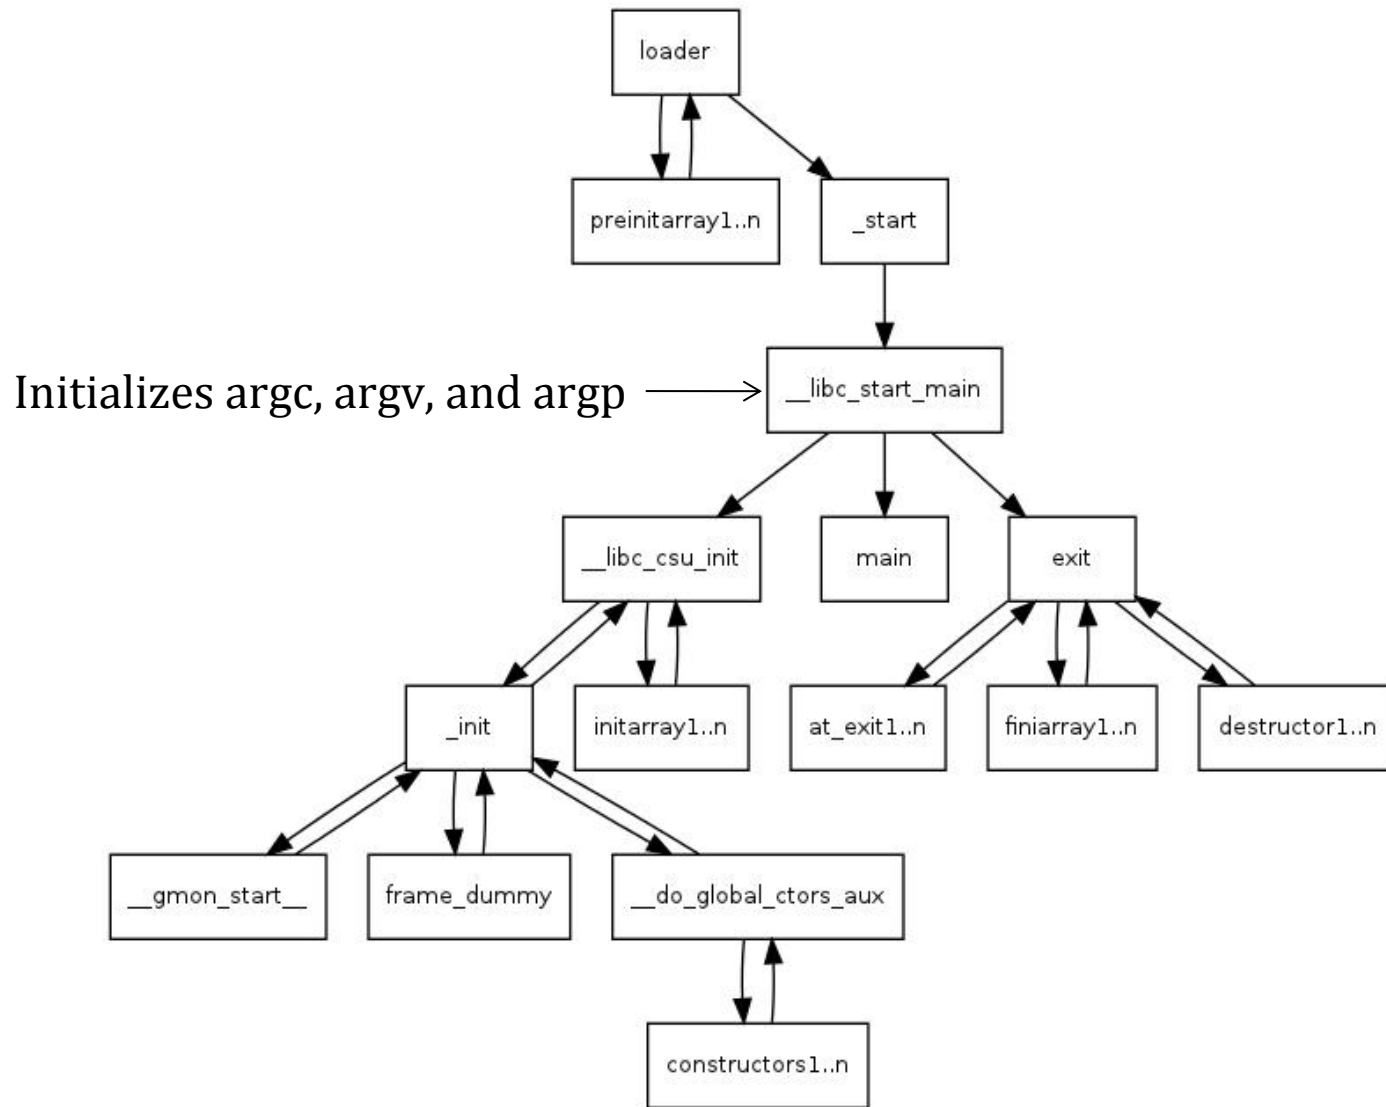 loader
preinitarray1..n
_start
Initializes argc, argv, and argp
__libc_start_main
__libc_csu_init
main
exit
_init
initarray1..n
at_exit1..n
finiarray1..n
destructor1..n
__gmon_start__
frame_dummy
__do_global_ctors_aux
constructors1..n